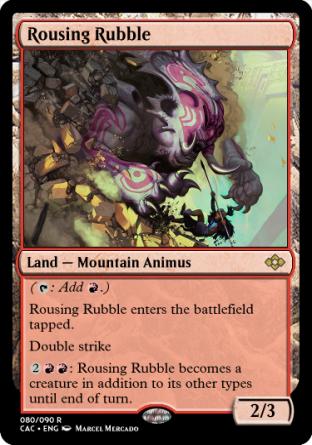 Rousing Rubble
Land — Mountain Animus
(T: Add R.)
Rousing Rubble enters the battlefield
tapped.
Double strike
2RR: Rousing Rubble becomes a
creature in addition to its other types
until end of turn.
2/3
080/090 R
CAC • ENG Marcel Mercado